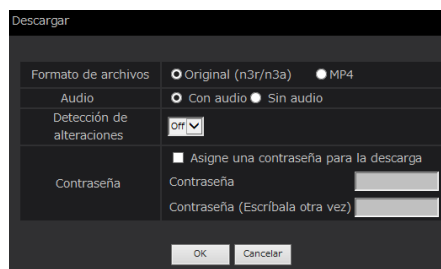 Descargar
Formato de archivos Original (n3r/n3a) MP4
Audio Con audio Sin audio
Detección de
alteraciones Off
Asigne una contraseña para la descarga
Contraseña Contraseña
Contraseña (Escríbala otra vez)
OK Cancelar